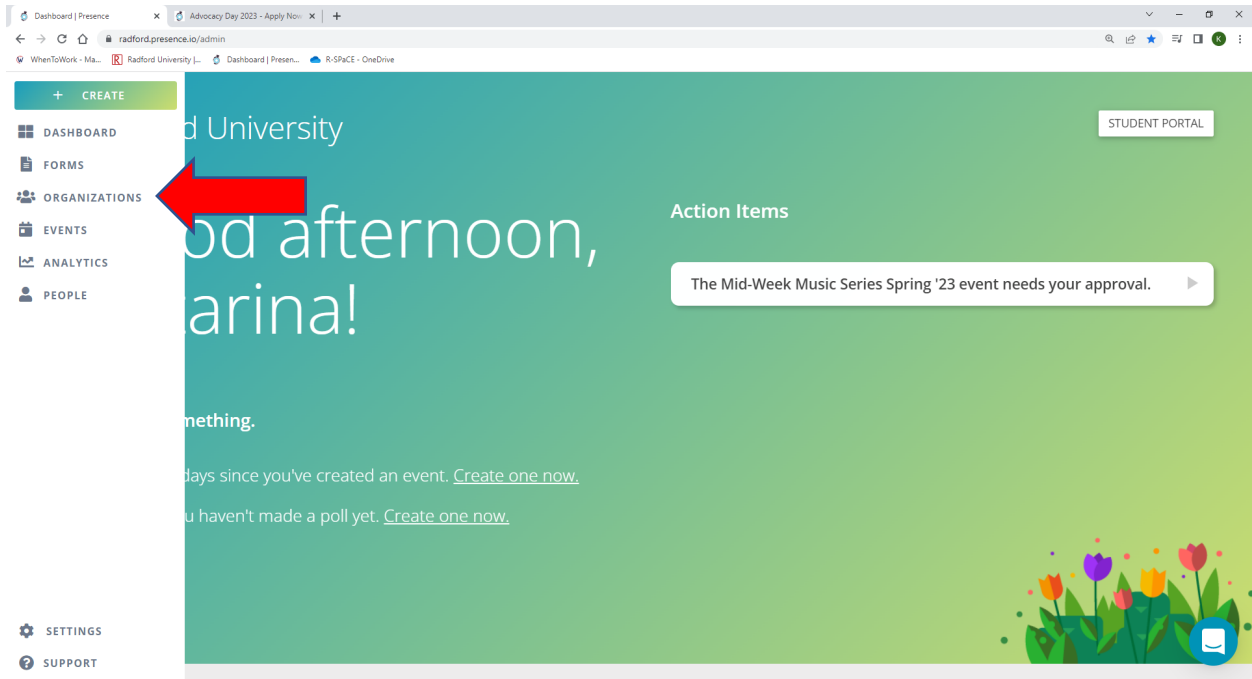 Dashboard | Presence
Advocacy Day 2023 - Apply Now
radford.presence.io/admin
K
WhenToWork - Ma...
R
Radford University |...
Dashboard | Presen...
R-SPaCE - OneDrive
+ CREATE
DASHBOARD
FORMS
ORGANIZATIONS
EVENTS
ANALYTICS
PEOPLE
SETTINGS
SUPPORT
d University
STUDENT PORTAL
od afternoon,
arina!
Action Items
The Mid-Week Music Series Spring '23 event needs your approval.
mething.
days since you've created an event. Create one now.
u haven't made a poll yet. Create one now.